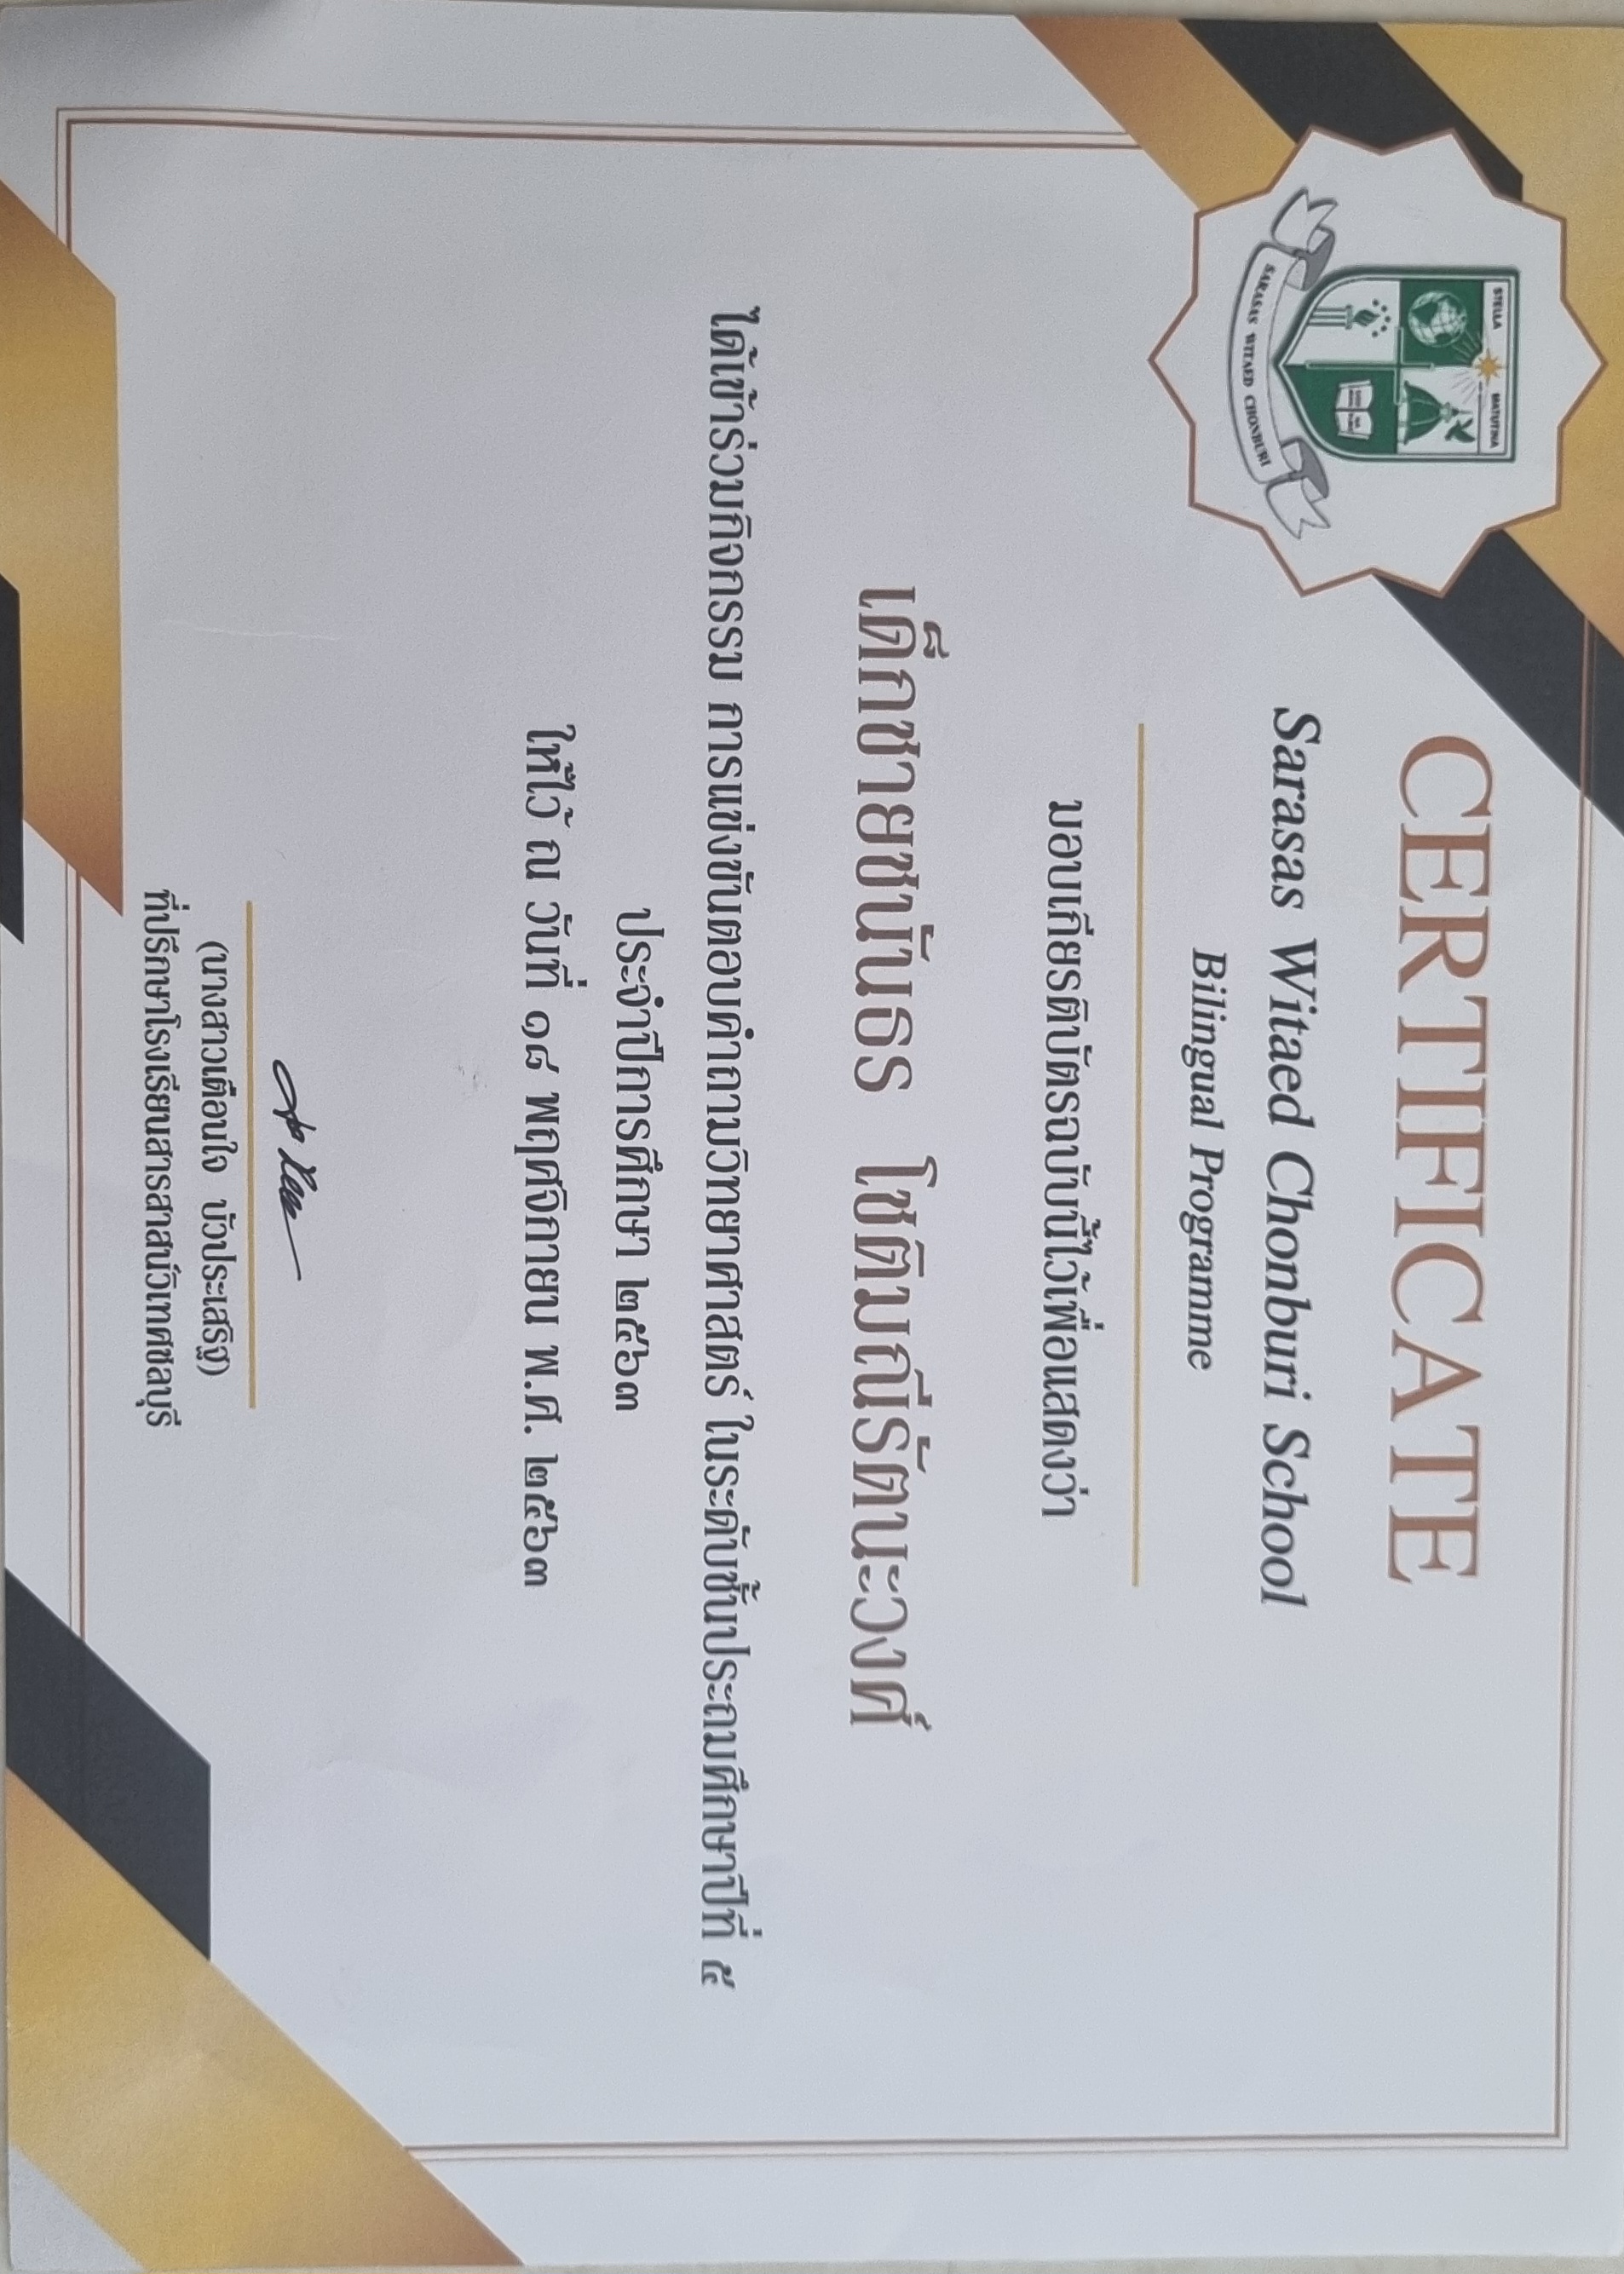 STELLA MATUTINA
SARASAS WITAED CHONBURI
CERTIFICATE
Sarasas Witaed Chonburi School
Bilingual Programme
มอบเกียรติบัตรฉบับนี้ไว้เพื่อแสดงว่า
เด็กชายชนันธร โชติมณีรัตนะวงศ์
ได้เข้าร่วมกิจกรรม การแข่งขันตอบคำถามวิทยาศาสตร์ ในระดับชั้นประถมศึกษาปีที่ ๕
ประจำปีการศึกษา ๒๕๖๓
ให้ไว้ ณ วันที่ ๑๘ พฤศจิกายน พ.ศ. ๒๕๖๓
(นางสาวเตือนใจ บัวประเสริฐ)
ที่ปรึกษาโรงเรียนสารสาสน์วิเทศชลบุรี